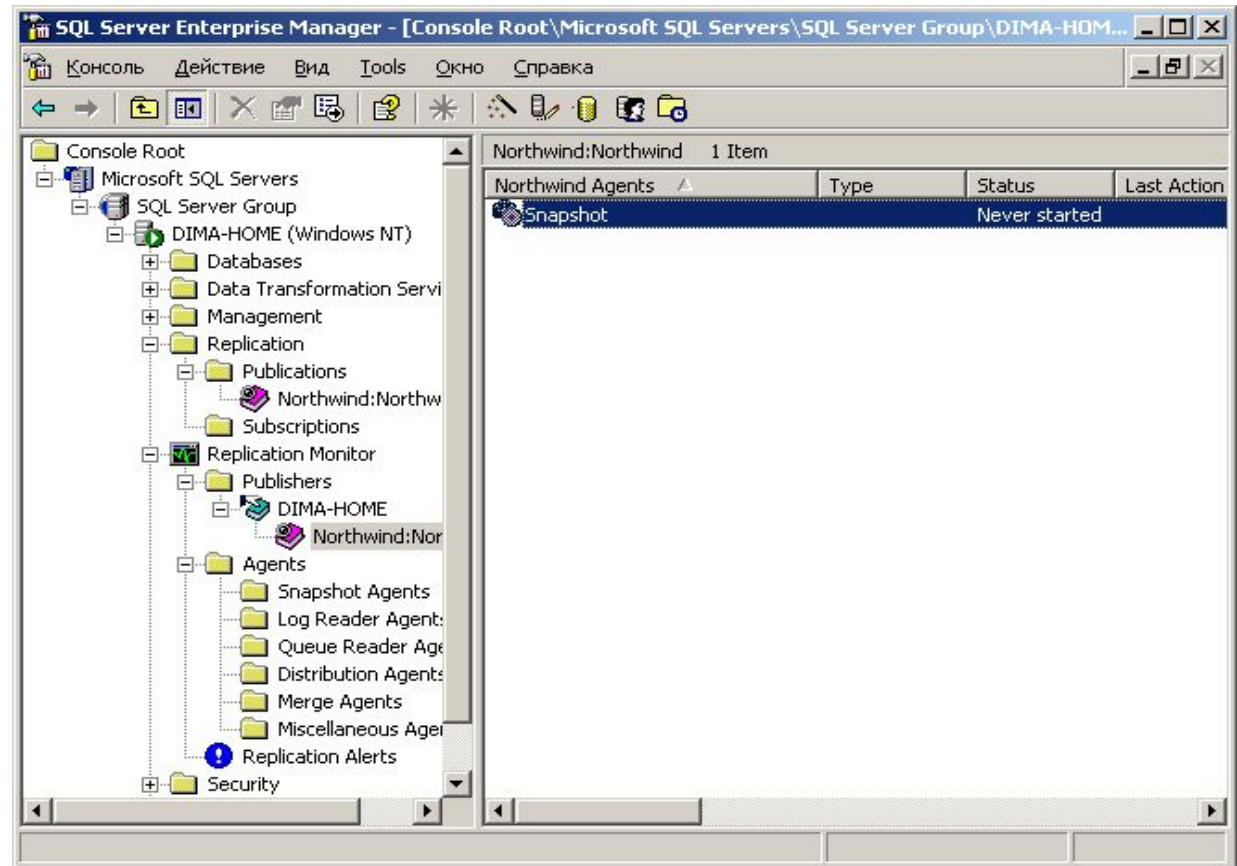 SQL Server Enterprise Manager - [Console Root\Microsoft SQL Servers\SQL Server Group\DIMA-HOM...
Консоль Действие Вид Tools Окно Справка
Console Root
Microsoft SQL Servers
SQL Server Group
DIMA-HOME (Windows NT)
Databases
Data Transformation Servi
Management
Replication
Publications
Northwind:Northw
Subscriptions
Replication Monitor
Publishers
DIMA-HOME
Northwind:Nor
Agents
Snapshot Agents
Log Reader Agent:
Queue Reader Age
Distribution Agents
Merge Agents
Miscellaneous Agei
Replication Alerts
Security
Northwind:Northwind 1 Item
Northwind Agents Type Status Last Action
Snapshot Never started